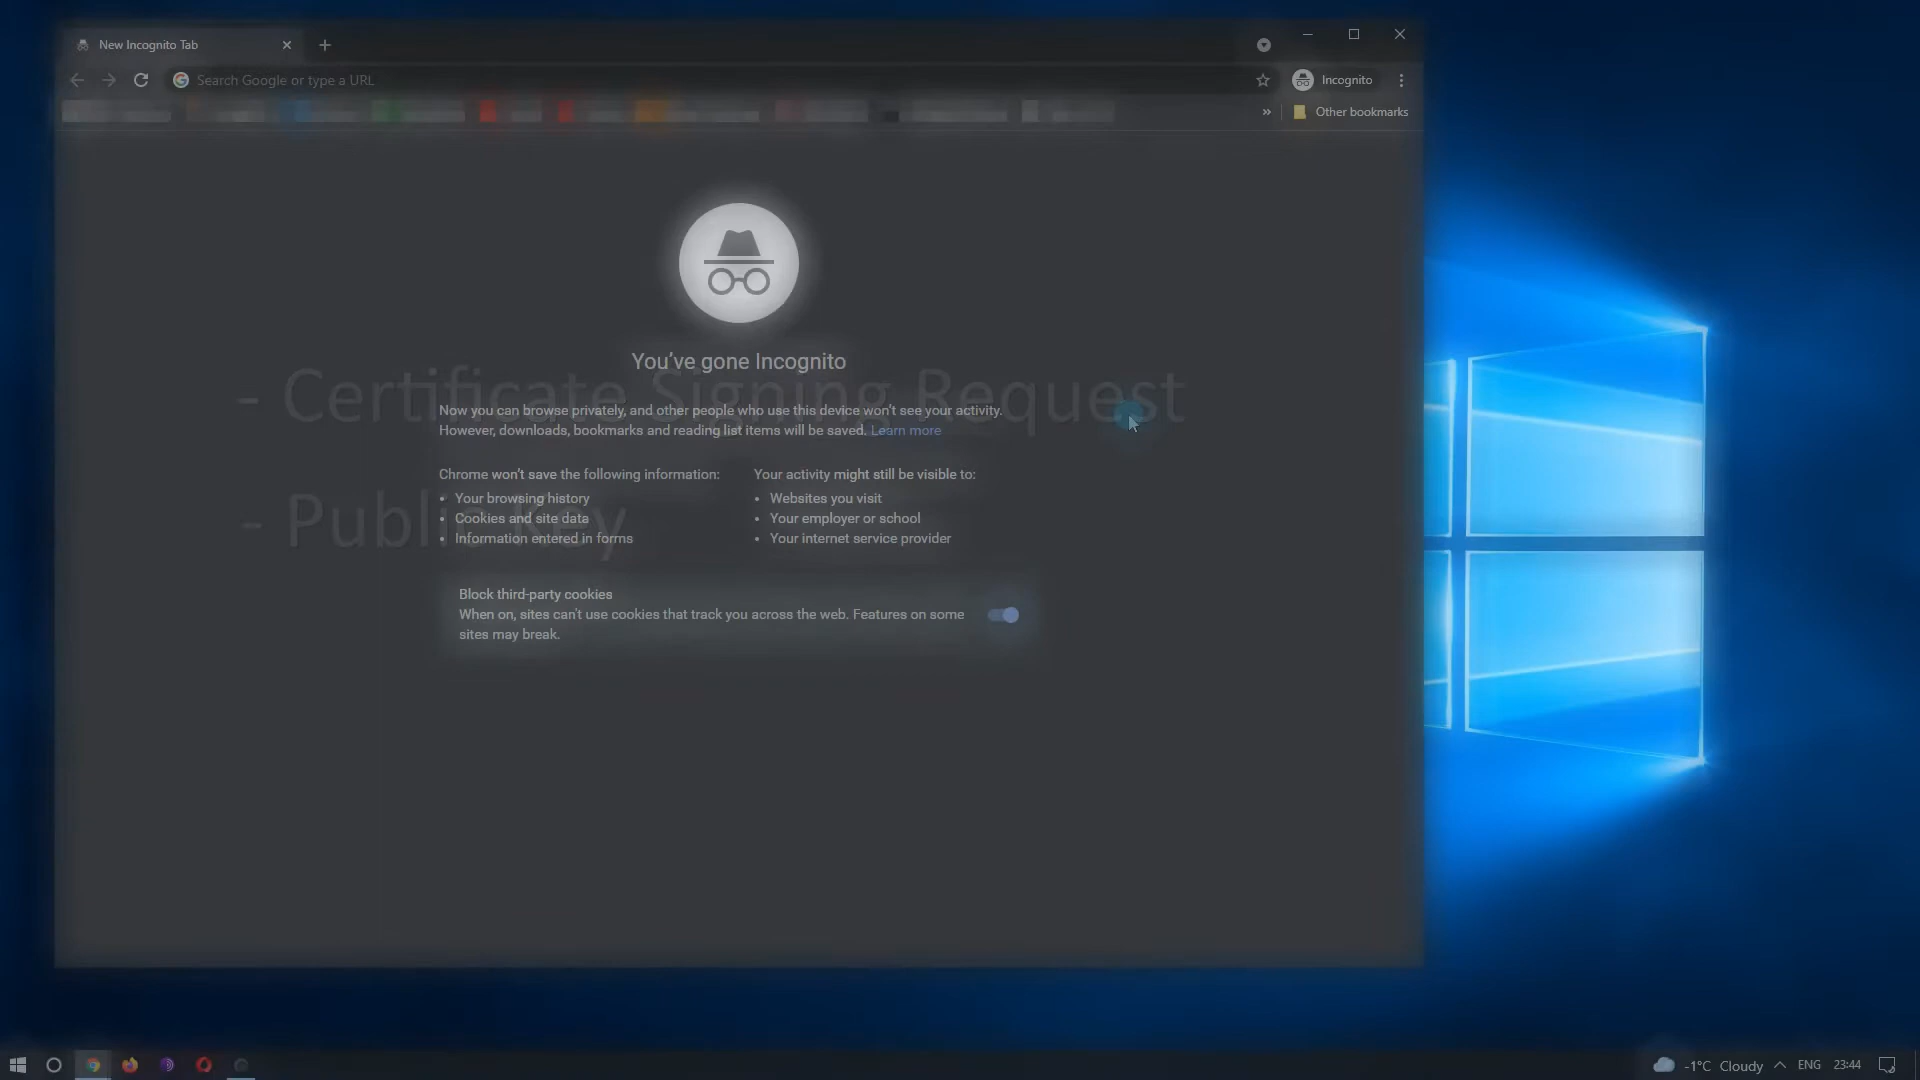 New Incognito Tab
Search Google or type a URL
Incognito
Other bookmarks
You've gone Incognito
- Certificate Signing Request
Now you can browse privately, and other people who use this device won't see your activity.
However, downloads, bookmarks and reading list items will be saved. Learn more
Chrome won't save the following information:
• Your browsing history
• Cookies and site data
• Information entered in forms
Your activity might still be visible to:
• Websites you visit
• Your employer or school
• Your internet service provider
- Public Key
Block third-party cookies
When on, sites can't use cookies that track you across the web. Features on some
sites may break.
-1°C Cloudy
ENG
23:44